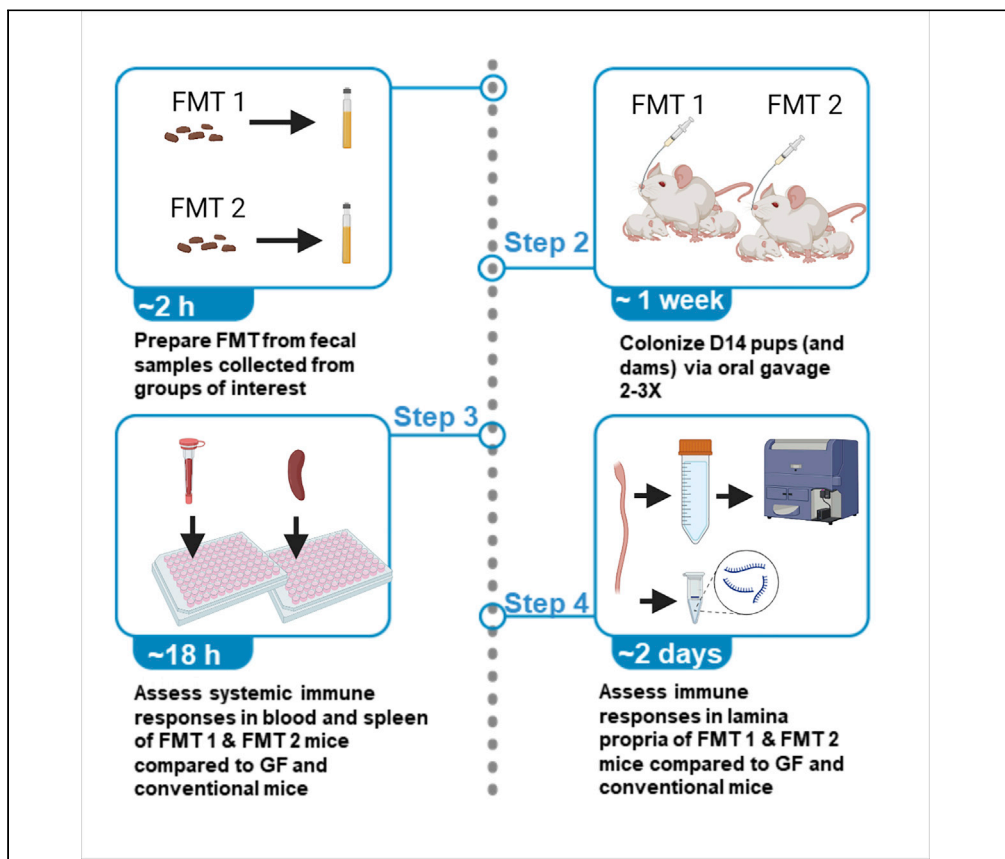 FMT 1
FMT 2
~2 h
Prepare FMT from fecal
samples collected from
groups of interest
Step 2
FMT 1 FMT 2
~ 1 week
Colonize D14 pups (and
dams) via oral gavage
2-3X
Step 3
~18 h
Assess systemic immune
responses in blood and spleen
of FMT 1 & FMT 2 mice
compared to GF and
conventional mice
Step 4
~2 days
Assess immune
responses in lamina
propria of FMT 1 & FMT 2
mice compared to GF and
conventional mice